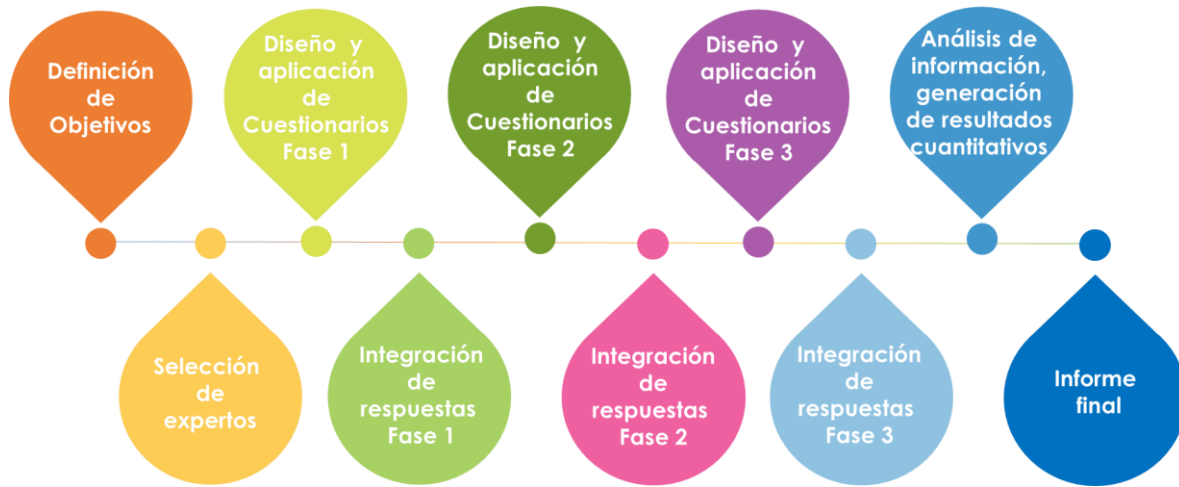 Definición
de
Objetivos
Diseño y
aplicación
de
Cuestionarios
Fase 1
Diseño y
aplicación
de
Cuestionarios
Fase 2
Diseño y
aplicación
de
Cuestionarios
Fase 3
Análisis de
información,
generación
de resultados
cuantitativos
Selección
de
expertos
Integración
de
respuestas
Fase 1
Integración
de
respuestas
Fase 2
Integración
de
respuestas
Fase 3
Informe
final